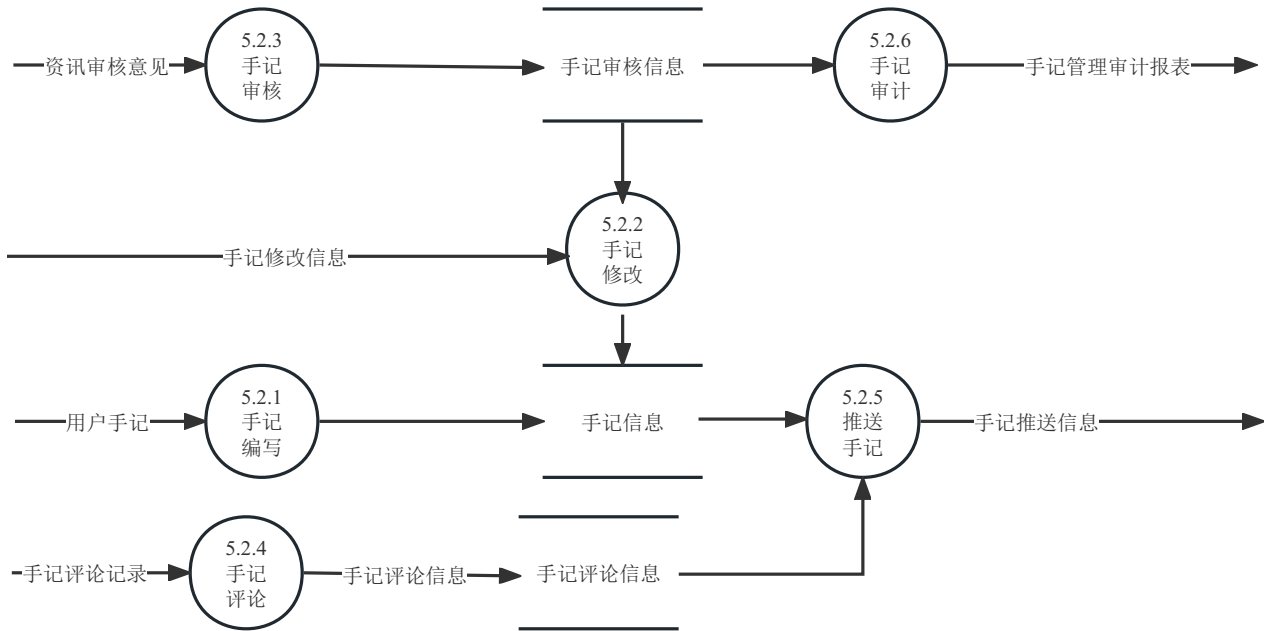 资讯审核意见
5.2.3
手记
审核
手记审核信息
5.2.6
手记
审计
手记管理审计报表
手记修改信息
5.2.2
手记
修改
用户手记
5.2.1
手记
编写
手记信息
5.2.5
推送
手记
手记推送信息
手记评论记录
5.2.4
手记
评论
手记评论信息
手记评论信息